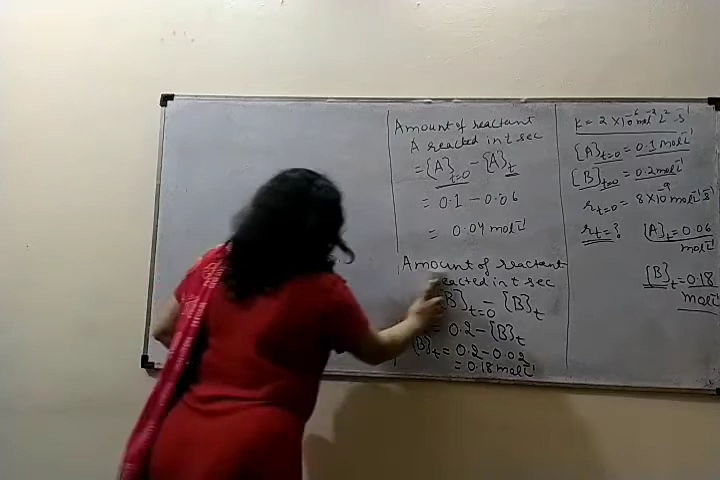 Amount of reactant
A reacted in t sec
= [A]t=0 - [A]t
= 0.1 - 0.06
= 0.04 mol L⁻¹
Amount of reactant
reacted in t sec
[B]t=0 - [B]t
= 0.2 - [B]t
[B]t = 0.2 - 0.02
= 0.18 mol L⁻¹
k = 2 × 10⁻⁶ mol⁻² L² s⁻¹
[A]t=0 = 0.1 mol L⁻¹
[B]t=0 = 0.2 mol L⁻¹
rt=0 = 8 × 10⁻⁹ mol L⁻¹ s⁻¹
rt = ? [A]t = 0.06
mol L⁻¹
[B]t = 0.18
mol L⁻¹